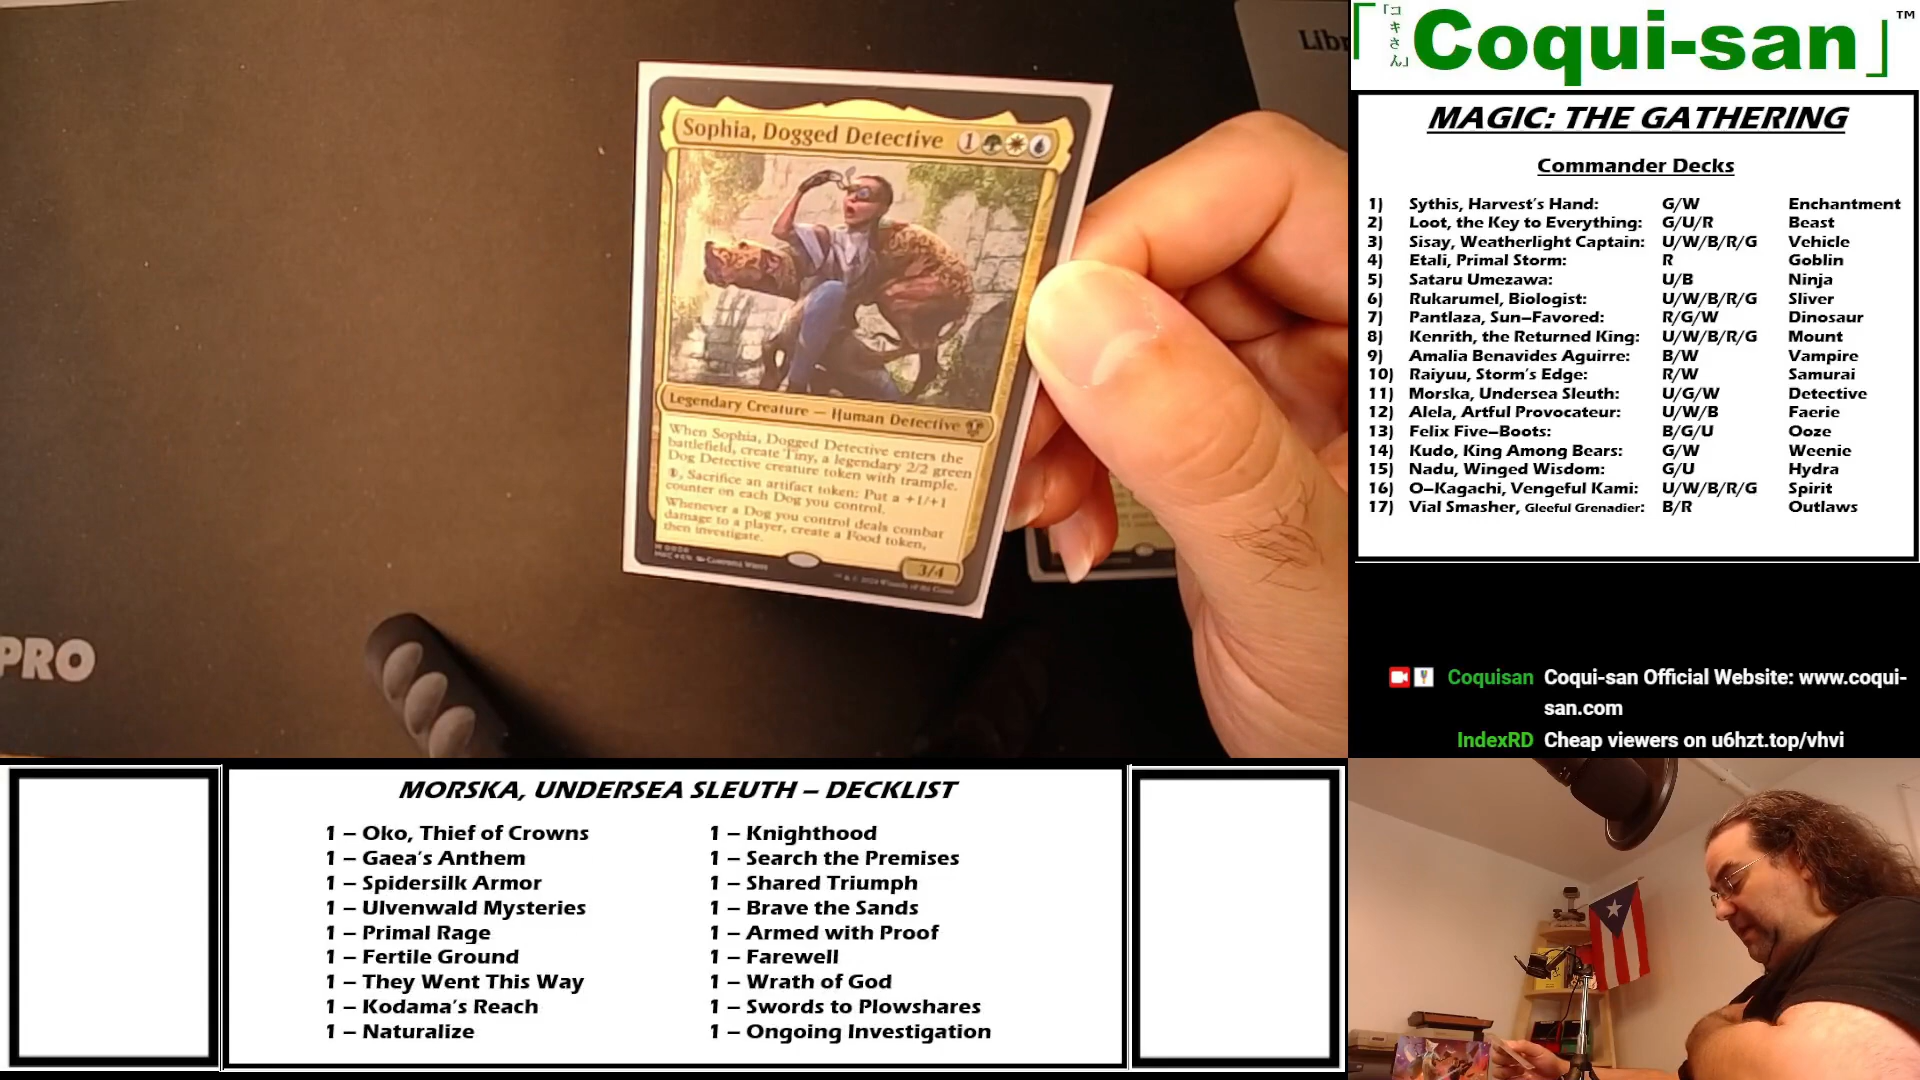 Sophia, Dogged Detective 1
Legendary Creature — Human Detective
When Sophia, Dogged Detective enters the
battlefield, create Tiny, a legendary 2/2 green
Dog Detective creature token with trample.
, Sacrifice an artifact token: Put a +1/+1
counter on each Dog you control.
Whenever a Dog you control deals combat
damage to a player, create a Food token,
then investigate.
3/4
PRO
「コキさん」
「Coqui-san」™
MAGIC: THE GATHERING
Commander Decks
1) Sythis, Harvest's Hand: G/W Enchantment
2) Loot, the Key to Everything: G/U/R Beast
3) Sisay, Weatherlight Captain: U/W/B/R/G Vehicle
4) Etali, Primal Storm: R Goblin
5) Sataru Umezawa: U/B Ninja
6) Rukarumel, Biologist: U/W/B/R/G Sliver
7) Pantlaza, Sun–Favored: R/G/W Dinosaur
8) Kenrith, the Returned King: U/W/B/R/G Mount
9) Amalia Benavides Aguirre: B/W Vampire
10) Raiyuu, Storm's Edge: R/W Samurai
11) Morska, Undersea Sleuth: U/G/W Detective
12) Alela, Artful Provocateur: U/W/B Faerie
13) Felix Five–Boots: B/G/U Ooze
14) Kudo, King Among Bears: G/W Weenie
15) Nadu, Winged Wisdom: G/U Hydra
16) O–Kagachi, Vengeful Kami: U/W/B/R/G Spirit
17) Vial Smasher, Gleeful Grenadier: B/R Outlaws
Coquisan Coqui-san Official Website: www.coqui-
san.com
IndexRD Cheap viewers on u6hzt.top/vhvi
MORSKA, UNDERSEA SLEUTH – DECKLIST
1 – Oko, Thief of Crowns
1 – Gaea's Anthem
1 – Spidersilk Armor
1 – Ulvenwald Mysteries
1 – Primal Rage
1 – Fertile Ground
1 – They Went This Way
1 – Kodama's Reach
1 – Naturalize
1 – Knighthood
1 – Search the Premises
1 – Shared Triumph
1 – Brave the Sands
1 – Armed with Proof
1 – Farewell
1 – Wrath of God
1 – Swords to Plowshares
1 – Ongoing Investigation